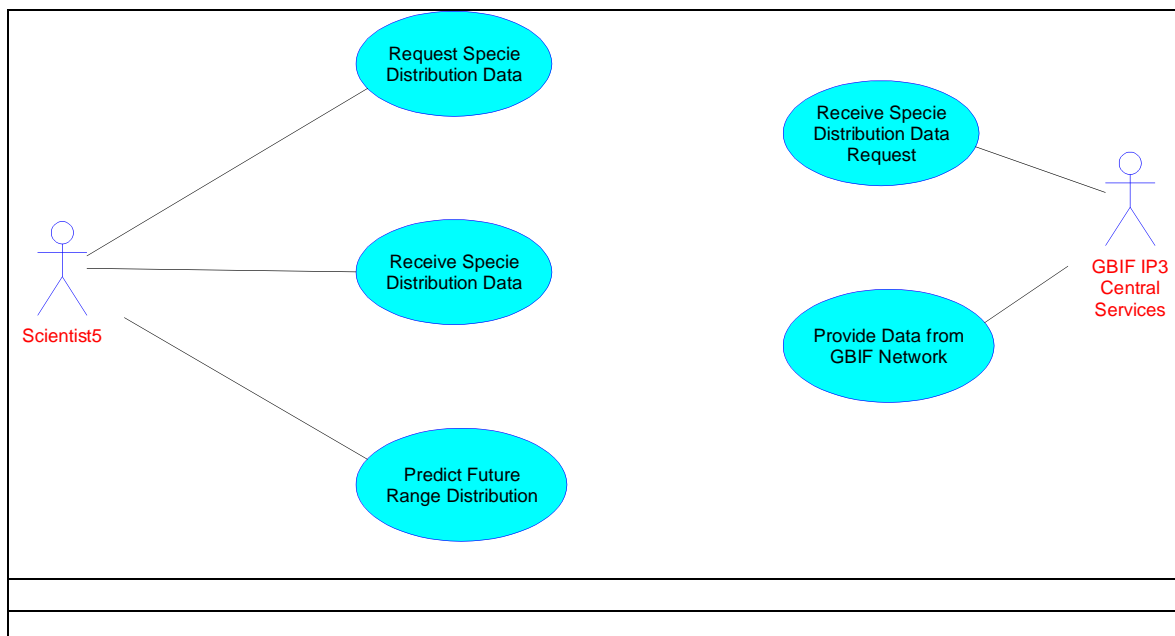 Request Specie
Distribution Data
Receive Specie
Distribution Data
Request
GBIF IP3
Central
Services
Receive Specie
Distribution Data
Scientist5
Provide Data from
GBIF Network
Predict Future
Range Distribution